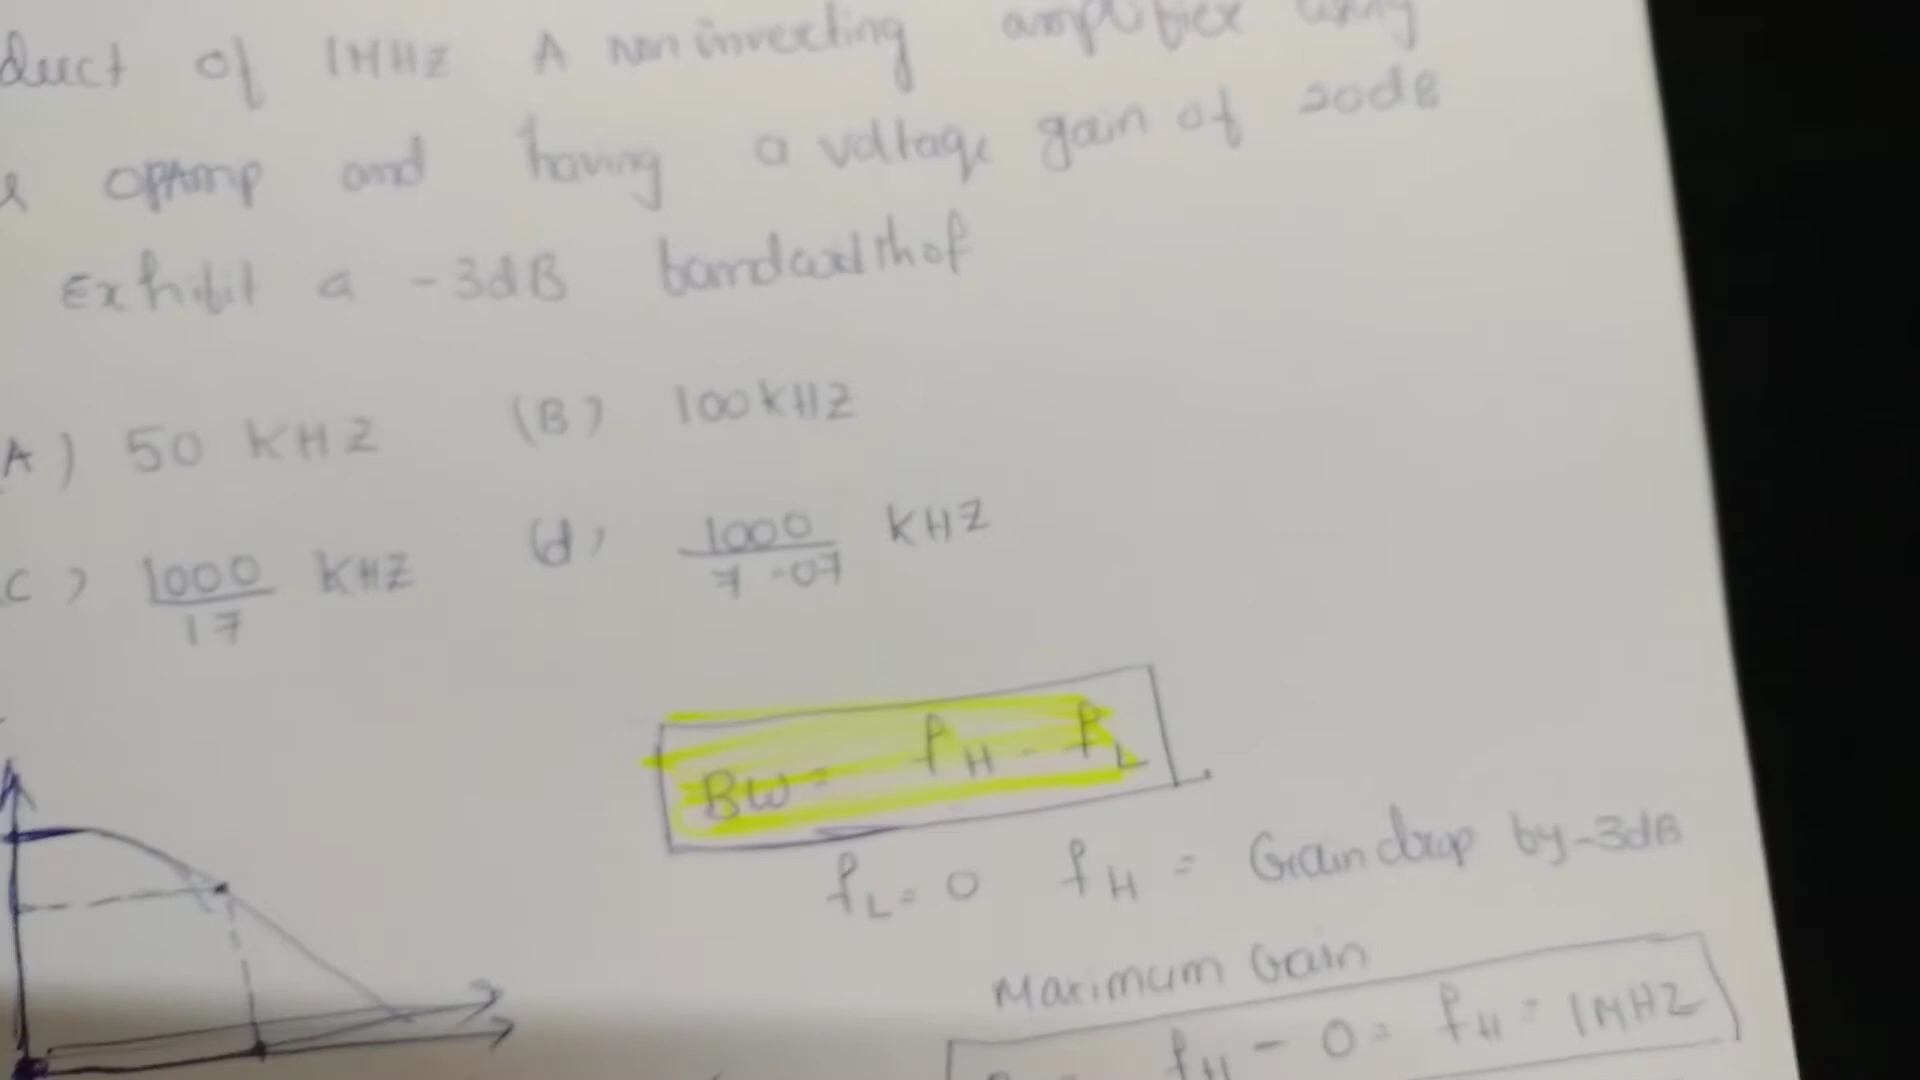 duct of 1MHZ A non inverting amplifier using
OPAmp and having a voltage gain of 20dB
Exhibit a -3dB bandwidth of
A) 50 KHZ (B) 100KHZ
C) 1000/17 KHZ (d) 1000/7.07 KHZ
BW = fH - fL
fL = 0 fH = Gain drop by -3dB
Maximum Gain
fH - 0 = fH = 1MHZ